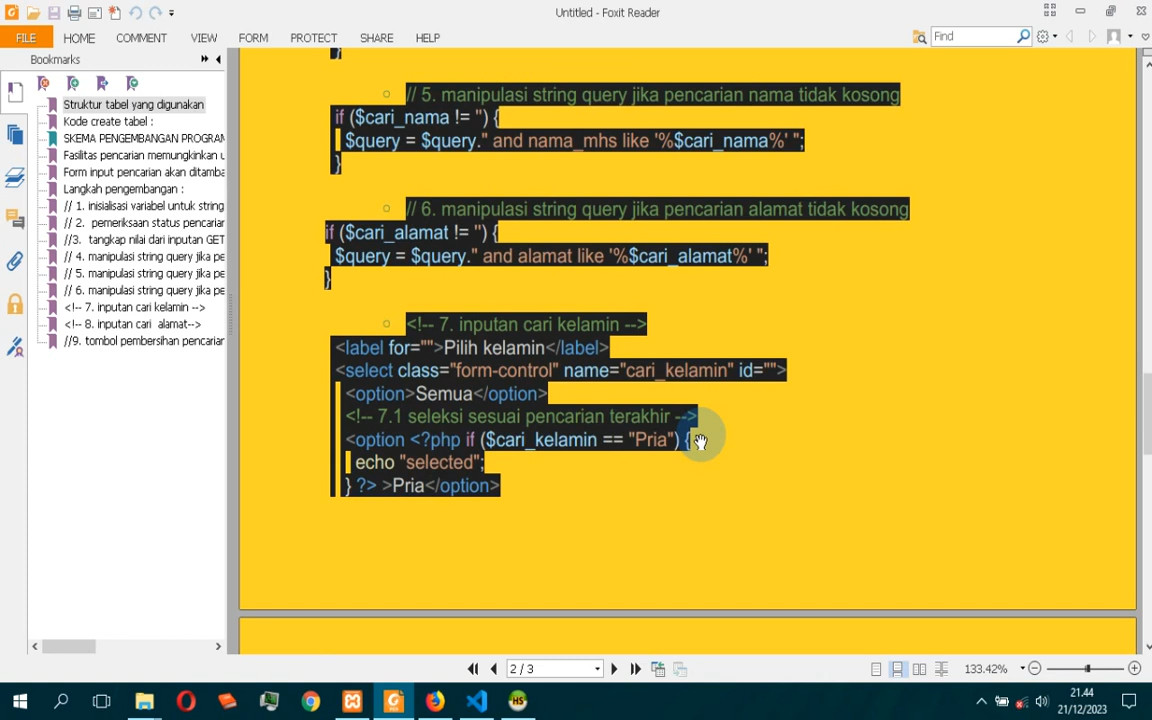 Untitled - Foxit Reader
FILE HOME COMMENT VIEW FORM PROTECT SHARE HELP
Find
Bookmarks
Struktur tabel yang digunakan
Kode create tabel :
SKEMA PENGEMBANGAN PROGRAM
Fasilitas pencarian memungkinkan u
Form input pencarian akan ditamba
Langkah pengembangan :
// 1. inisialisasi variabel untuk string
// 2.  pemeriksaan status pencarian
//3.  tangkap nilai dari inputan GET
// 4. manipulasi string query jika pe
// 5. manipulasi string query jika pe
// 6. manipulasi string query jika pe
<!-- 7. inputan cari kelamin -->
<!-- 8. inputan cari  alamat-->
//9. tombol pembersihan pencarian
}
// 5. manipulasi string query jika pencarian nama tidak kosong
if ($cari_nama != '') {
$query = $query." and nama_mhs like '%$cari_nama%' ";
}
// 6. manipulasi string query jika pencarian alamat tidak kosong
if ($cari_alamat != '') {
$query = $query." and alamat like '%$cari_alamat%' ";
}
<!-- 7. inputan cari kelamin -->
<label for="">Pilih kelamin</label>
<select class="form-control" name="cari_kelamin" id="">
<option>Semua</option>
<!-- 7.1 seleksi sesuai pencarian terakhir -->
<option <?php if ($cari_kelamin == "Pria") {
echo "selected";
} ?> >Pria</option>
2 / 3
133.42%
21.44
21/12/2023